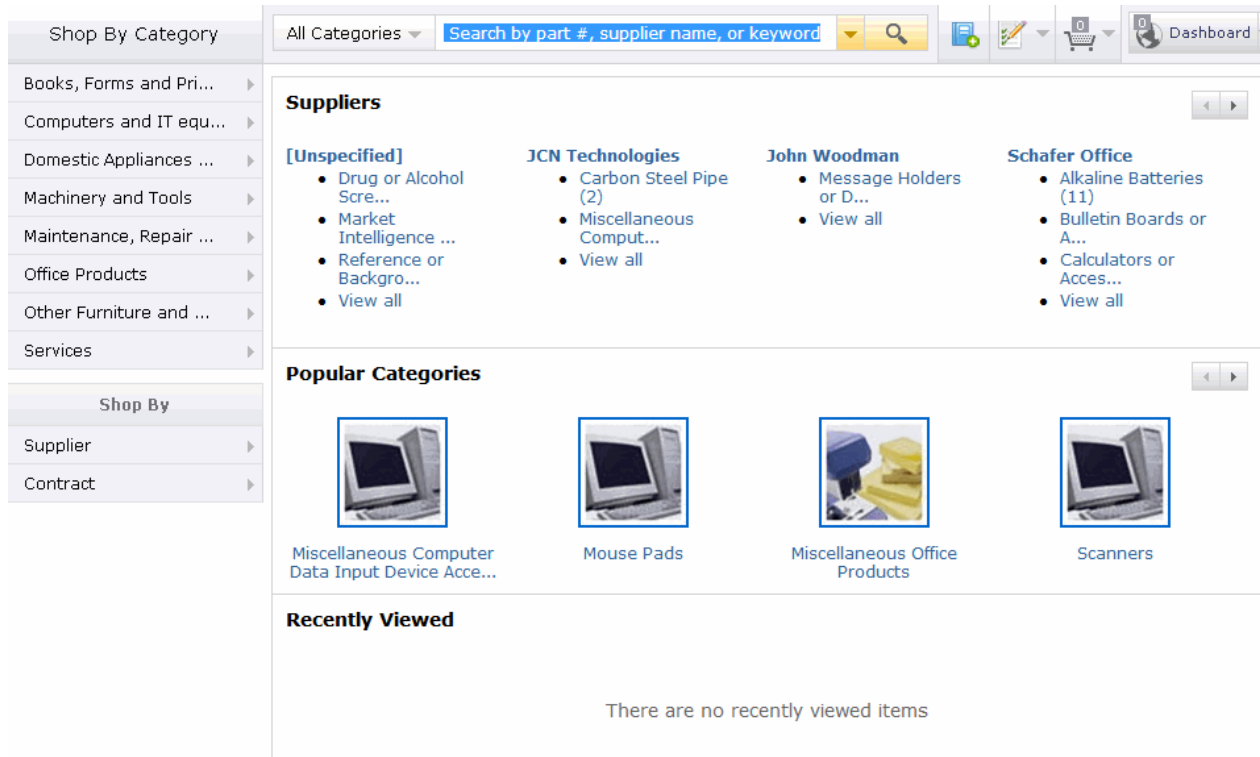 Shop By Category
All Categories
Search by part #, supplier name, or keyword
0
0
Dashboard
Books, Forms and Pri...
Computers and IT equ...
Domestic Appliances ...
Machinery and Tools
Maintenance, Repair ...
Office Products
Other Furniture and ...
Services
Shop By
Supplier
Contract
Suppliers
[Unspecified]
• Drug or Alcohol
Scre...
• Market
Intelligence ...
• Reference or
Backgro...
• View all
JCN Technologies
• Carbon Steel Pipe
(2)
• Miscellaneous
Comput...
• View all
John Woodman
• Message Holders
or D...
• View all
Schafer Office
• Alkaline Batteries
(11)
• Bulletin Boards or
A...
• Calculators or
Acces...
• View all
Popular Categories
Miscellaneous Computer
Data Input Device Acce...
Mouse Pads
Miscellaneous Office
Products
Scanners
Recently Viewed
There are no recently viewed items